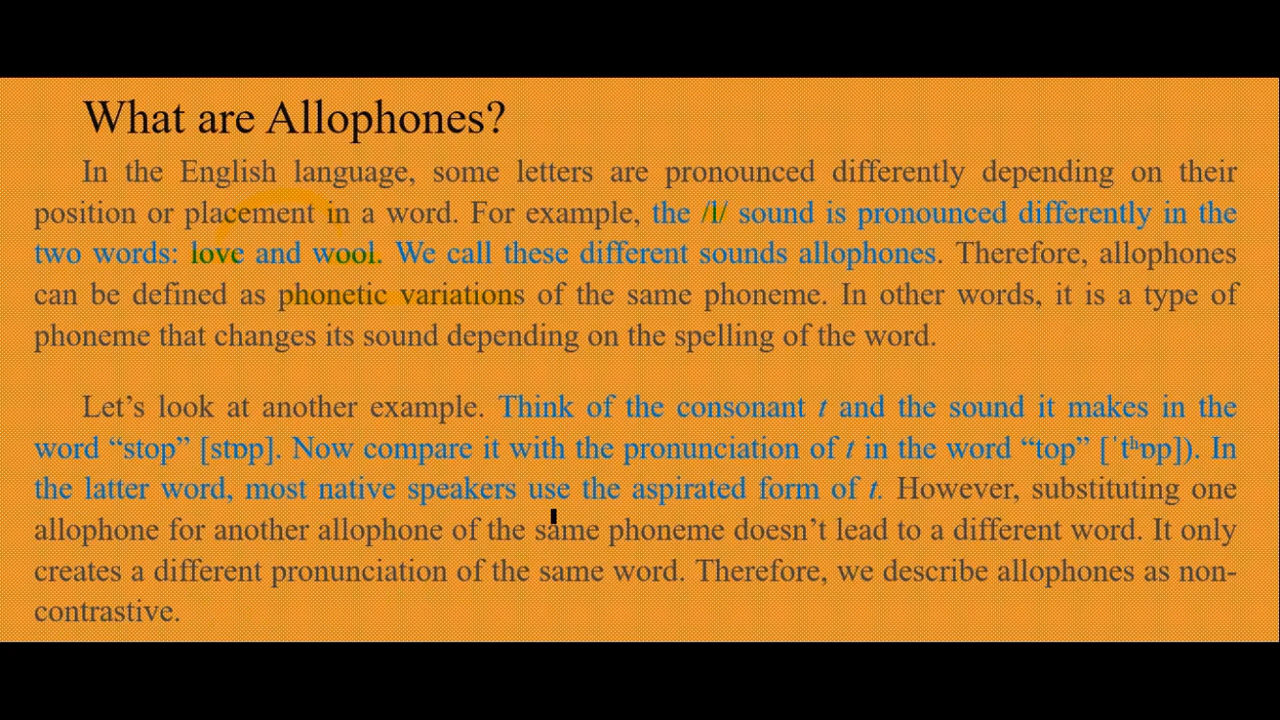 What are Allophones?
In the English language, some letters are pronounced differently depending on their
position or placement in a word. For example, the /l/ sound is pronounced differently in the
two words: love and wool. We call these different sounds allophones. Therefore, allophones
can be defined as phonetic variations of the same phoneme. In other words, it is a type of
phoneme that changes its sound depending on the spelling of the word.
Let’s look at another example. Think of the consonant t and the sound it makes in the
word “stop” [stɒp]. Now compare it with the pronunciation of t in the word “top” [ˈtʰɒp]). In
the latter word, most native speakers use the aspirated form of t. However, substituting one
allophone for another allophone of the same phoneme doesn’t lead to a different word. It only
creates a different pronunciation of the same word. Therefore, we describe allophones as non-
contrastive.